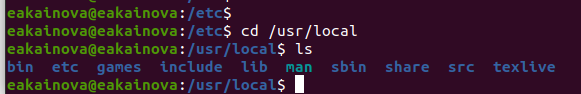 eakainova@eakainova:/etc$
eakainova@eakainova:/etc$ cd /usr/local
eakainova@eakainova:/usr/local$ ls
bin etc games include lib man sbin share src texlive
eakainova@eakainova:/usr/local$